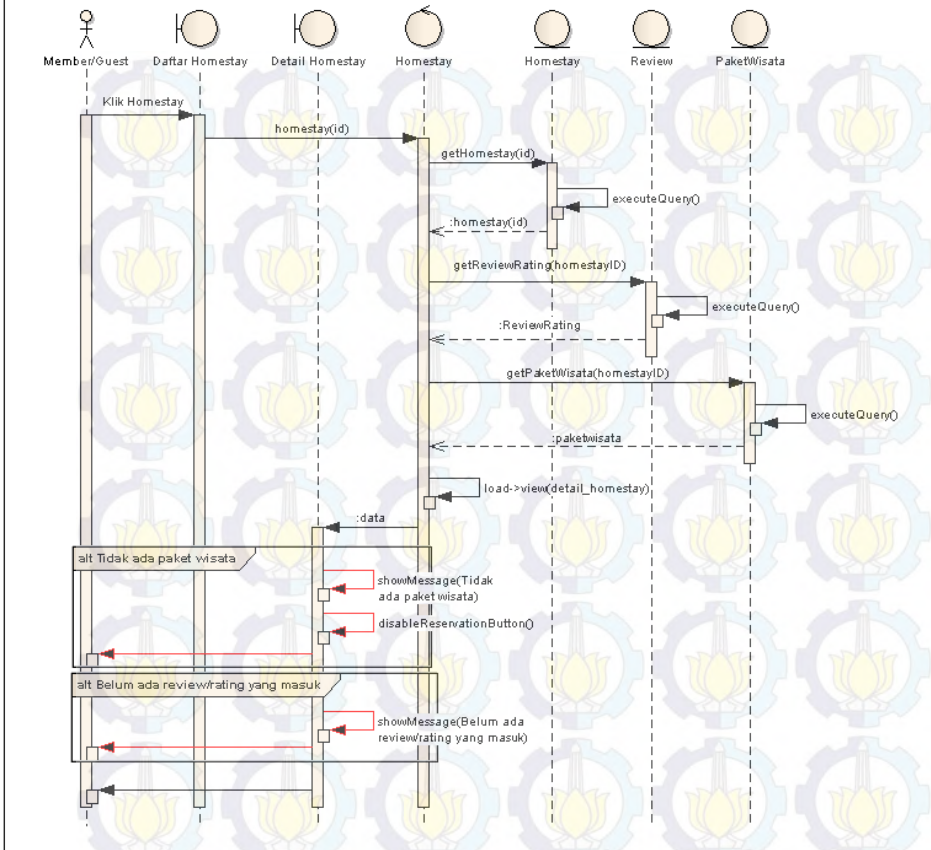 Member/Guest Daftar Homestay Detail Homestay Homestay Homestay Review PaketWisata
Klik Homestay
homestay(id)
getHomestay(id)
executeQuery()
:homestay(id)
getReviewRating(homestayID)
executeQuery()
:ReviewRating
getPaketWisata(homestayID)
executeQuery()
:paketwisata
load->view(detail_homestay)
:data
alt Tidak ada paket wisata
showMessage(Tidak
ada paket wisata)
disableReservationButton()
alt Belum ada review/rating yang masuk
showMessage(Belum ada
review/rating yang masuk)